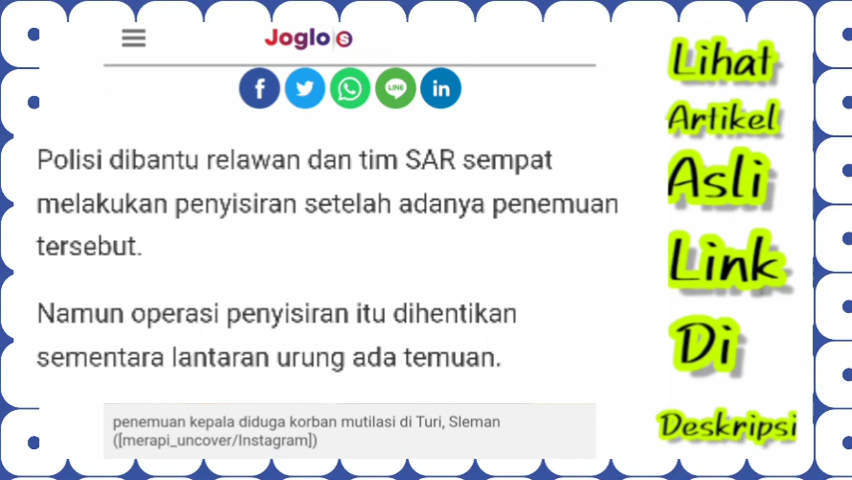 Joglo S
LINE
Polisi dibantu relawan dan tim SAR sempat
melakukan penyisiran setelah adanya penemuan
tersebut.
Namun operasi penyisiran itu dihentikan
sementara lantaran urung ada temuan.
penemuan kepala diduga korban mutilasi di Turi, Sleman
([merapi_uncover/Instagram])
Lihat
Artikel
Asli
Link
Di
Deskripsi